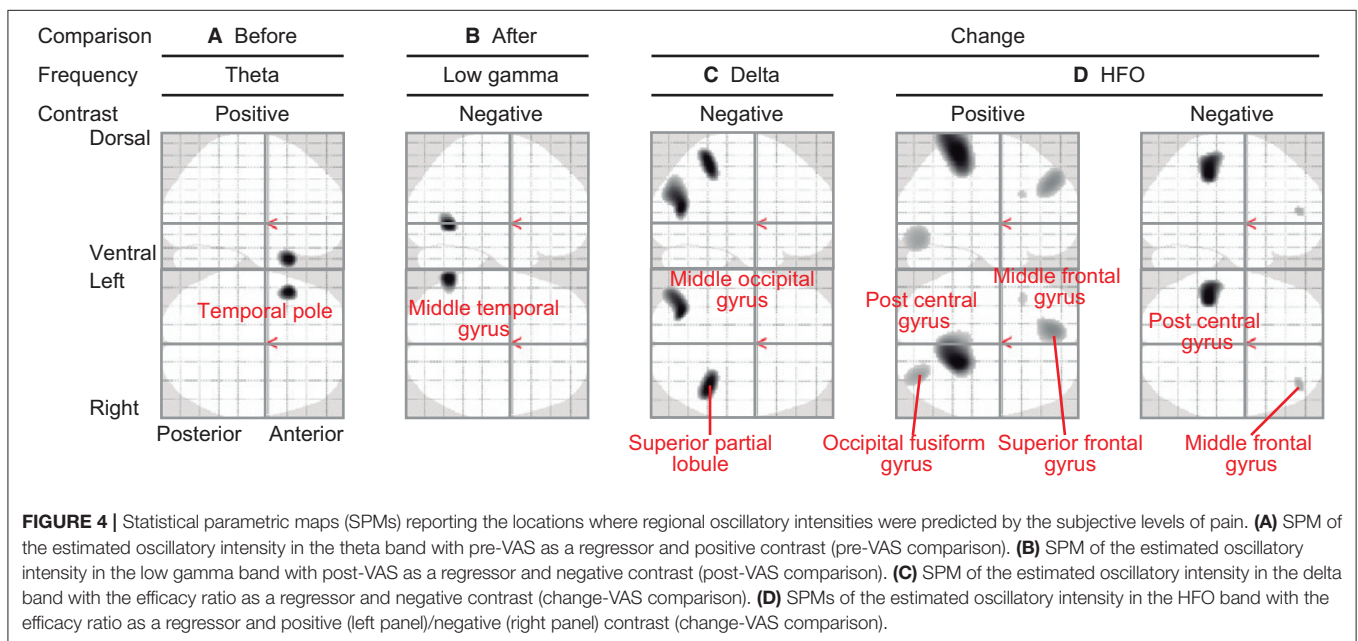 Comparison A Before B After Change
Frequency Theta Low gamma C Delta D HFO
Contrast Positive Negative Negative Positive Negative
Dorsal
Ventral
Left
Right
Posterior Anterior
Temporal pole
Middle temporal
gyrus
Middle occipital
gyrus
Superior partial
lobule
Post central
gyrus
Middle frontal
gyrus
Occipital fusiform
gyrus
Superior frontal
gyrus
Post central
gyrus
Middle frontal
gyrus
FIGURE 4 | Statistical parametric maps (SPMs) reporting the locations where regional oscillatory intensities were predicted by the subjective levels of pain. (A) SPM of
the estimated oscillatory intensity in the theta band with pre-VAS as a regressor and positive contrast (pre-VAS comparison). (B) SPM of the estimated oscillatory
intensity in the low gamma band with post-VAS as a regressor and negative contrast (post-VAS comparison). (C) SPM of the estimated oscillatory intensity in the delta
band with the efficacy ratio as a regressor and negative contrast (change-VAS comparison). (D) SPMs of the estimated oscillatory intensity in the HFO band with the
efficacy ratio as a regressor and positive (left panel)/negative (right panel) contrast (change-VAS comparison).